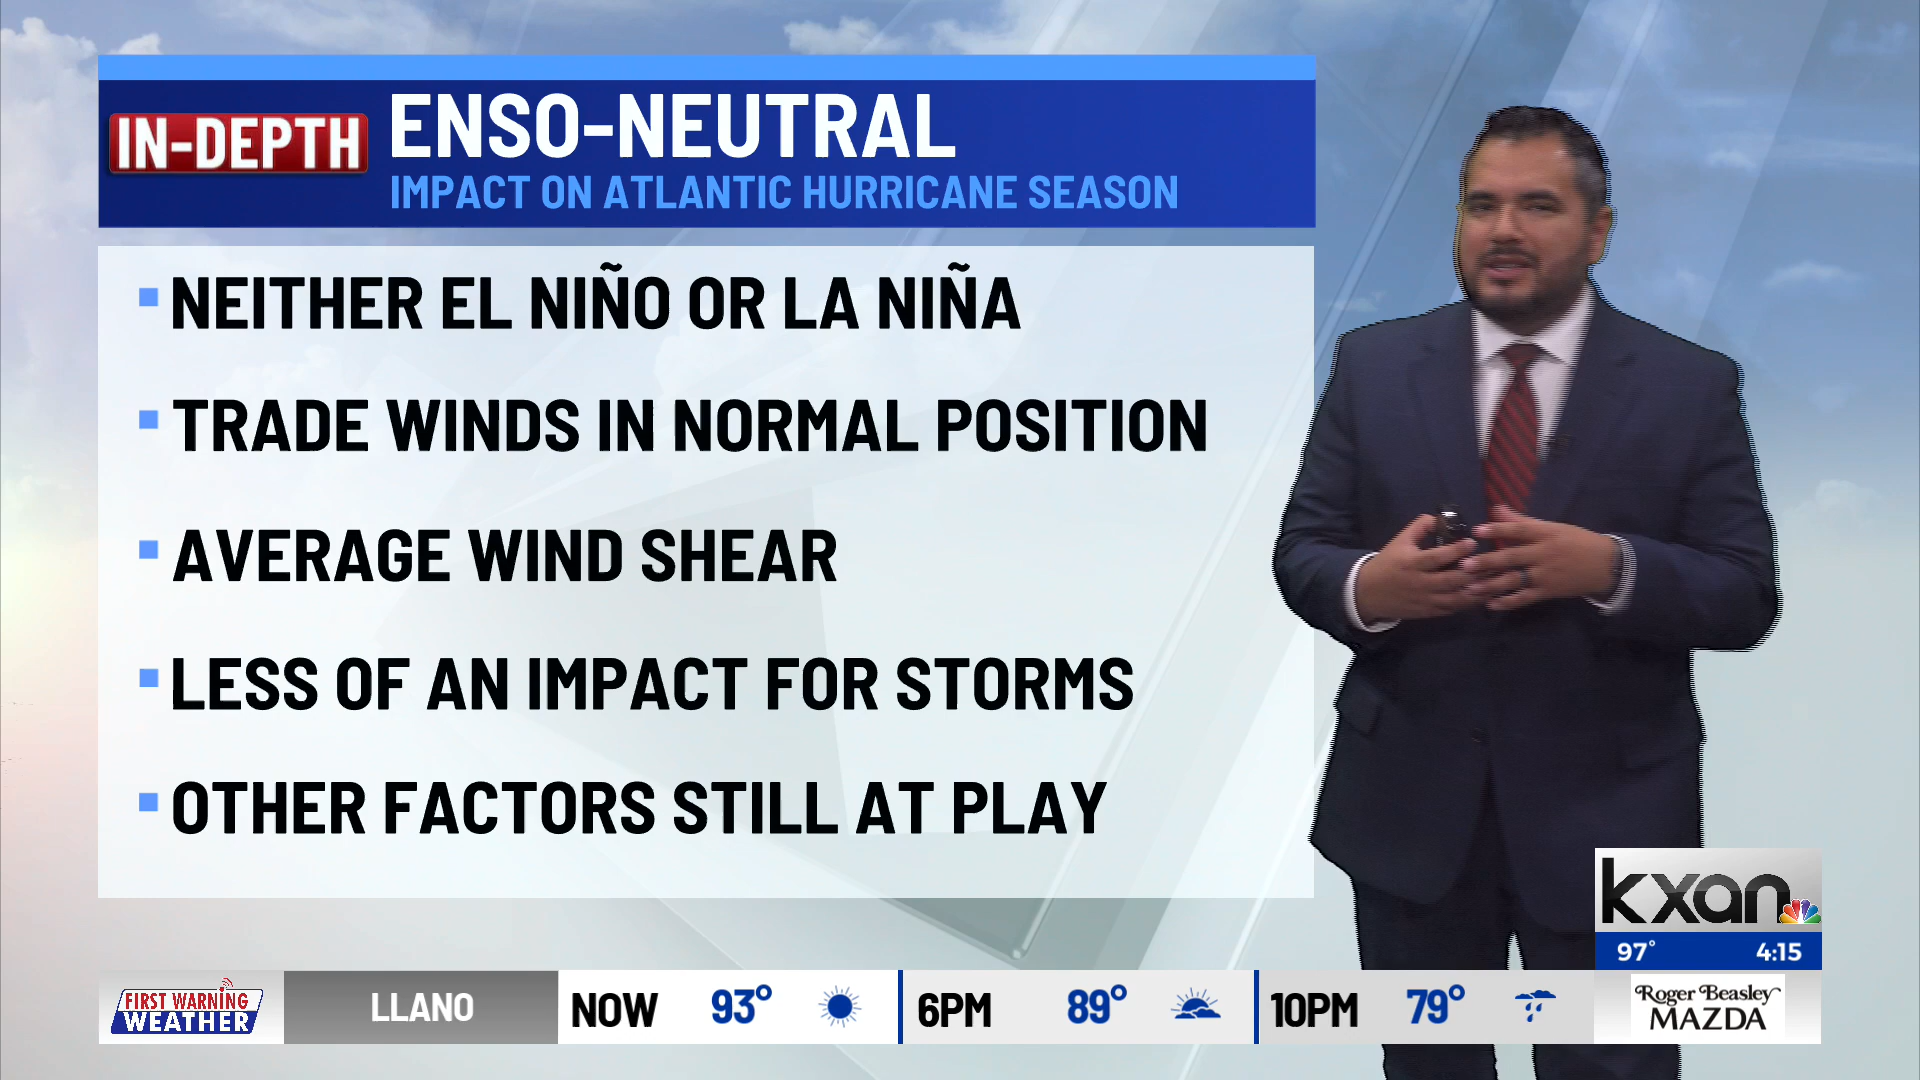 IN-DEPTH
ENSO-NEUTRAL
IMPACT ON ATLANTIC HURRICANE SEASON
NEITHER EL NIÑO OR LA NIÑA
TRADE WINDS IN NORMAL POSITION
AVERAGE WIND SHEAR
LESS OF AN IMPACT FOR STORMS
OTHER FACTORS STILL AT PLAY
kxan
97° 4:15
FIRST WARNING
WEATHER
LLANO
NOW 93°
6PM 89°
10PM 79°
Roger Beasley
MAZDA